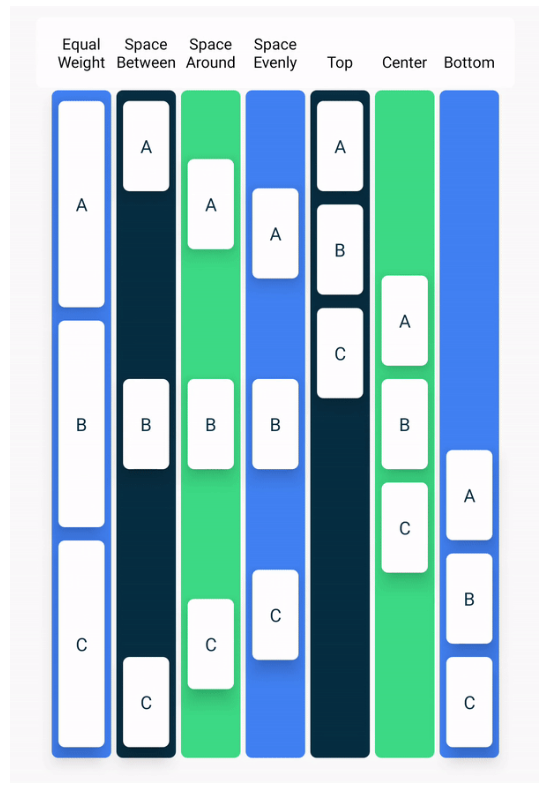 Equal Weight
Space Between
Space Around
Space Evenly
Top
Center
Bottom
A
B
C
A
B
C
A
B
C
A
B
C
A
B
C
A
B
C
A
B
C